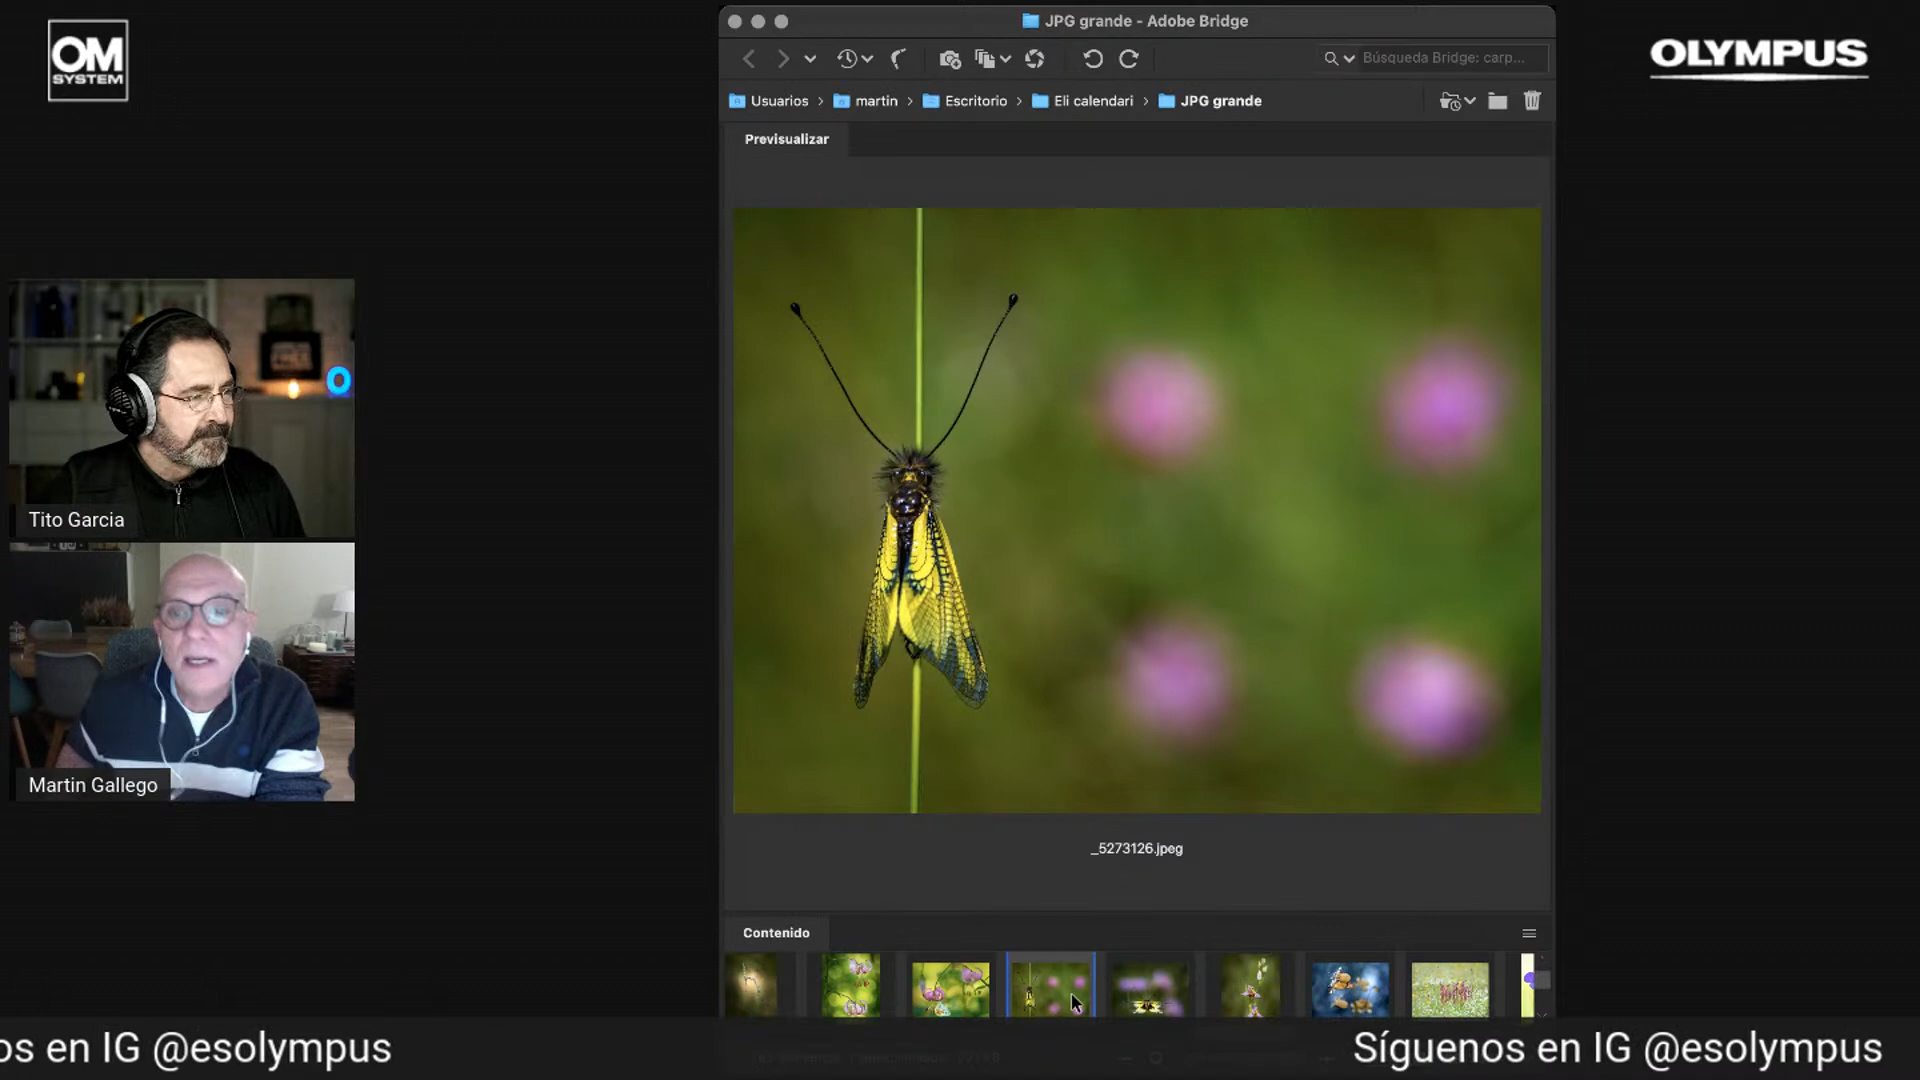 OM
SYSTEM
JPG grande - Adobe Bridge
OLYMPUS
Búsqueda Bridge: carp...
Usuarios > martin > Escritorio > Eli calendari > JPG grande
Previsualizar
Tito Garcia
Martin Gallego
_5273126.jpeg
Contenido
os en IG @esolympus
Síguenos en IG @esolympus